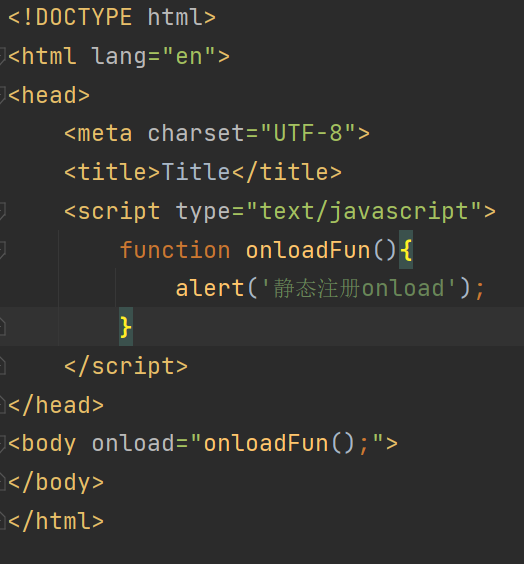 <!DOCTYPE html>
<html lang="en">
<head>
    <meta charset="UTF-8">
    <title>Title</title>
    <script type="text/javascript">
        function onloadFun(){
            alert('静态注册onload');
        }
    </script>
</head>
<body onload="onloadFun();">
</body>
</html>